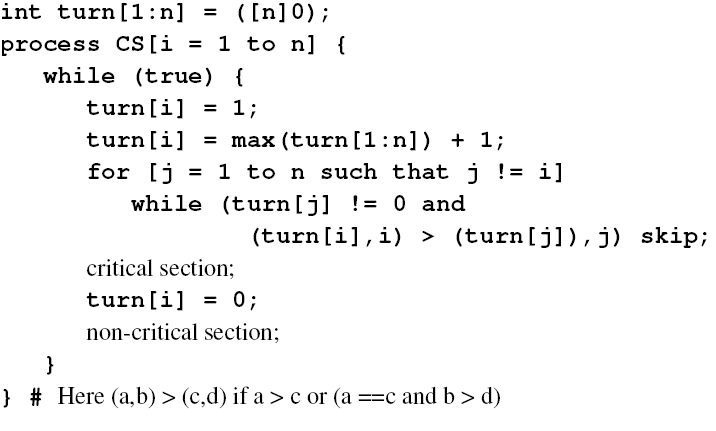 int turn[1:n] = ([n]0);
process CS[i = 1 to n] {
while (true) {
turn[i] = 1;
turn[i] = max(turn[1:n]) + 1;
for [j = 1 to n such that j != i]
while (turn[j] != 0 and
(turn[i],i) > (turn[j]),j) skip;
critical section;
turn[i] = 0;
non-critical section;
}
} # Here (a,b) > (c,d) if a > c or (a ==c and b > d)